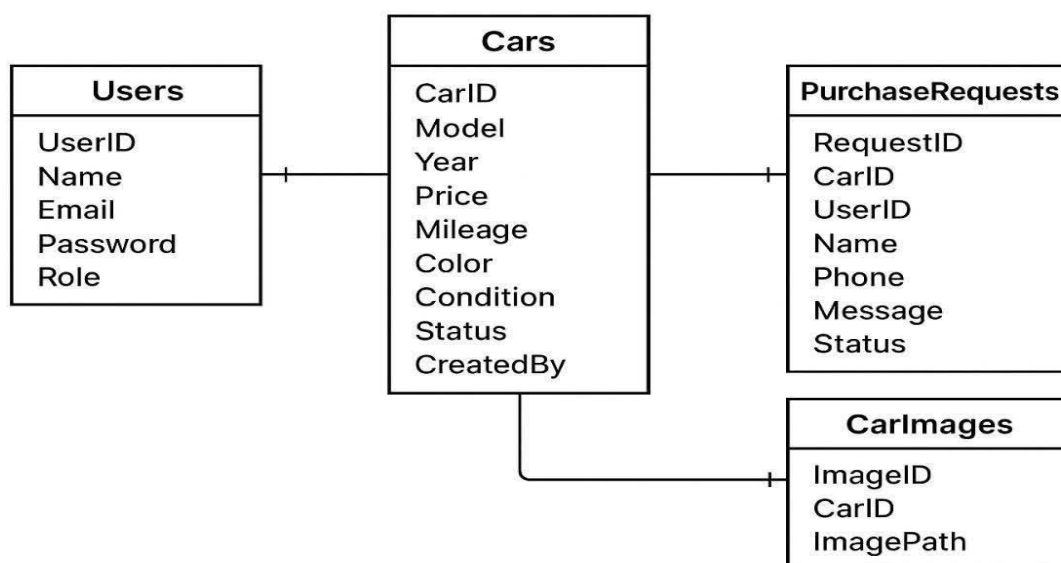 Users
UserID
Name
Email
Password
Role
Cars
CarID
Model
Year
Price
Mileage
Color
Condition
Status
CreatedBy
PurchaseRequests
RequestID
CarID
UserID
Name
Phone
Message
Status
CarImages
ImageID
CarID
ImagePath